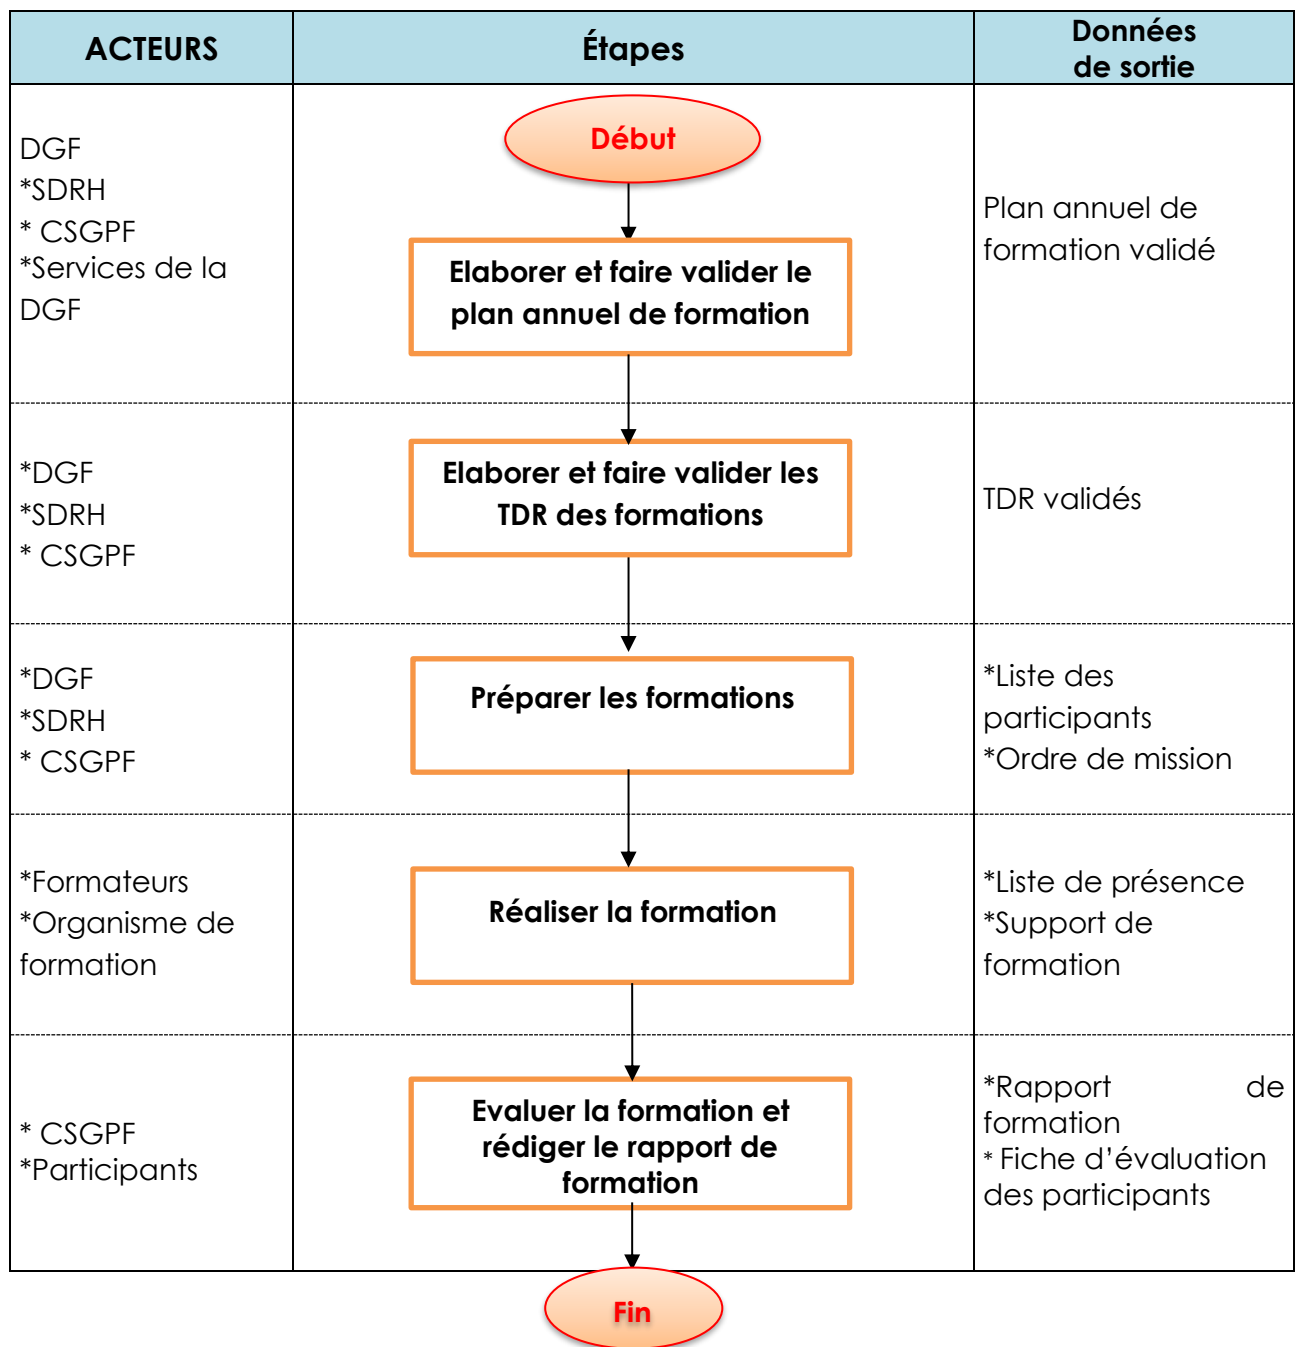 ACTEURS
Étapes
Données
de sortie
DGF
*SDRH
* CSGPF
*Services de la
DGF
Début
Elaborer et faire valider le
plan annuel de formation
Plan annuel de
formation validé
*DGF
*SDRH
* CSGPF
Elaborer et faire valider les
TDR des formations
TDR validés
*DGF
*SDRH
* CSGPF
Préparer les formations
*Liste des
participants
*Ordre de mission
*Formateurs
*Organisme de
formation
Réaliser la formation
*Liste de présence
*Support de
formation
* CSGPF
*Participants
Evaluer la formation et
rédiger le rapport de
formation
*Rapport de
formation
* Fiche d’évaluation
des participants
Fin